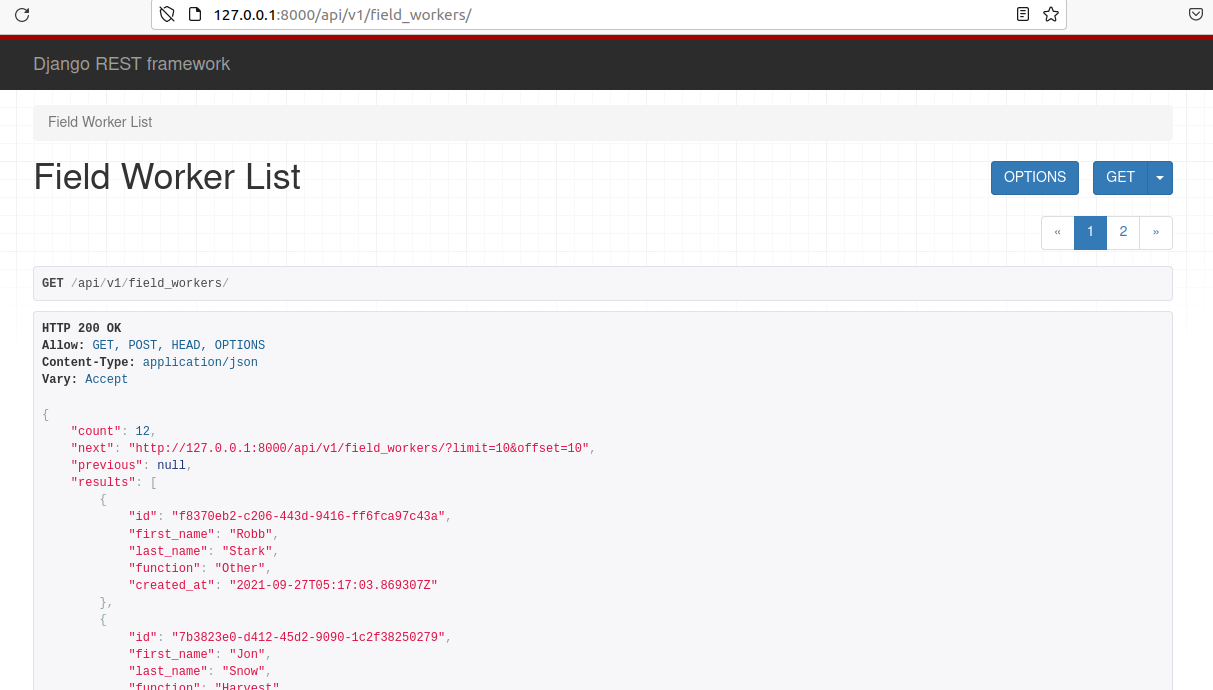 127.0.0.1:8000/api/v1/field_workers/
Django REST framework
Field Worker List
Field Worker List
OPTIONS
GET
« 1 2 »
GET /api/v1/field_workers/
HTTP 200 OK
Allow: GET, POST, HEAD, OPTIONS
Content-Type: application/json
Vary: Accept
{
    "count": 12,
    "next": "http://127.0.0.1:8000/api/v1/field_workers/?limit=10&offset=10",
    "previous": null,
    "results": [
        {
            "id": "f8370eb2-c206-443d-9416-ff6fca97c43a",
            "first_name": "Robb",
            "last_name": "Stark",
            "function": "Other",
            "created_at": "2021-09-27T05:17:03.869307Z"
        },
        {
            "id": "7b3823e0-d412-45d2-9090-1c2f38250279",
            "first_name": "Jon",
            "last_name": "Snow",
            "function": "Harvest"